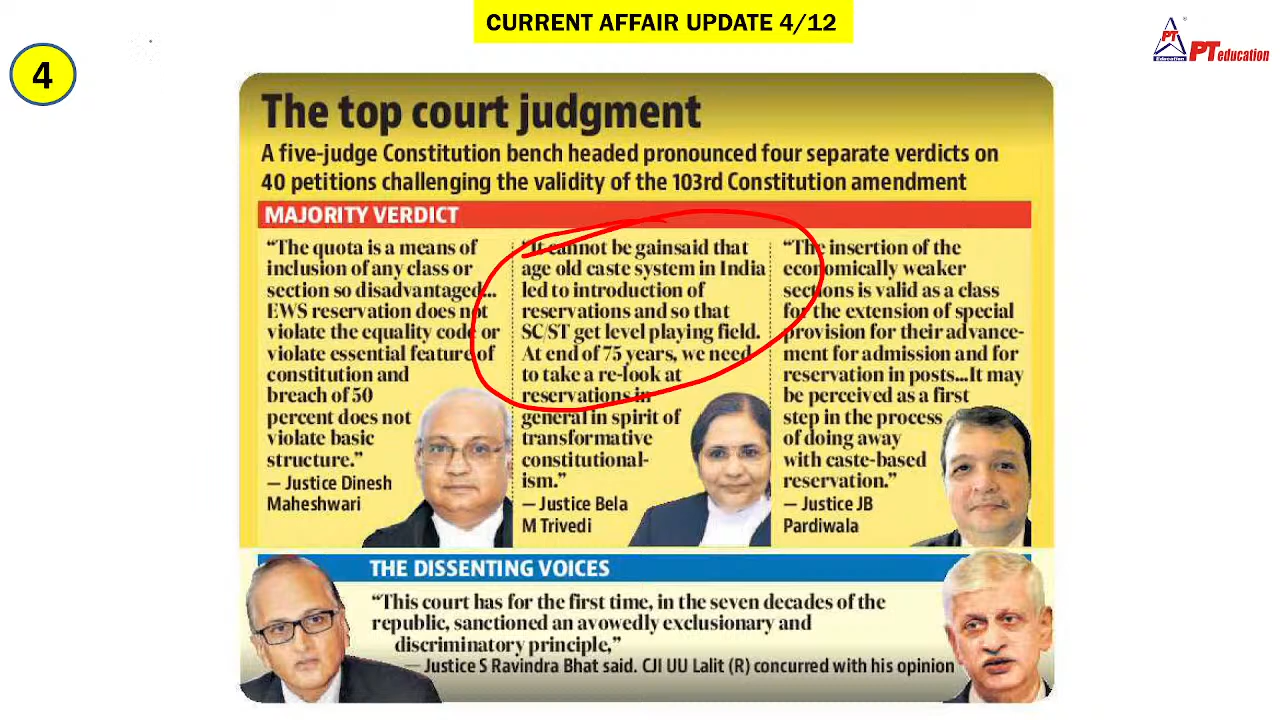 CURRENT AFFAIR UPDATE 4/12
PT
Education
PT education
4
The top court judgment
A five-judge Constitution bench headed pronounced four separate verdicts on
40 petitions challenging the validity of the 103rd Constitution amendment
MAJORITY VERDICT
“The quota is a means of
inclusion of any class or
section so disadvantaged...
EWS reservation does not
violate the equality code or
violate essential feature of
constitution and
breach of 50
percent does not
violate basic
structure.”
— Justice Dinesh
Maheshwari
“It cannot be gainsaid that
age old caste system in India
led to introduction of
reservations and so that
SC/ST get level playing field.
At end of 75 years, we need
to take a re-look at
reservations in
general in spirit of
transformative
constitutional-
ism.”
— Justice Bela
M Trivedi
“The insertion of the
economically weaker
sections is valid as a class
for the extension of special
provision for their advance-
ment for admission and for
reservation in posts...It may
be perceived as a first
step in the process
of doing away
with caste-based
reservation.”
— Justice JB
Pardiwala
THE DISSENTING VOICES
“This court has for the first time, in the seven decades of the
republic, sanctioned an avowedly exclusionary and
discriminatory principle,”
— Justice S Ravindra Bhat said. CJI UU Lalit (R) concurred with his opinion